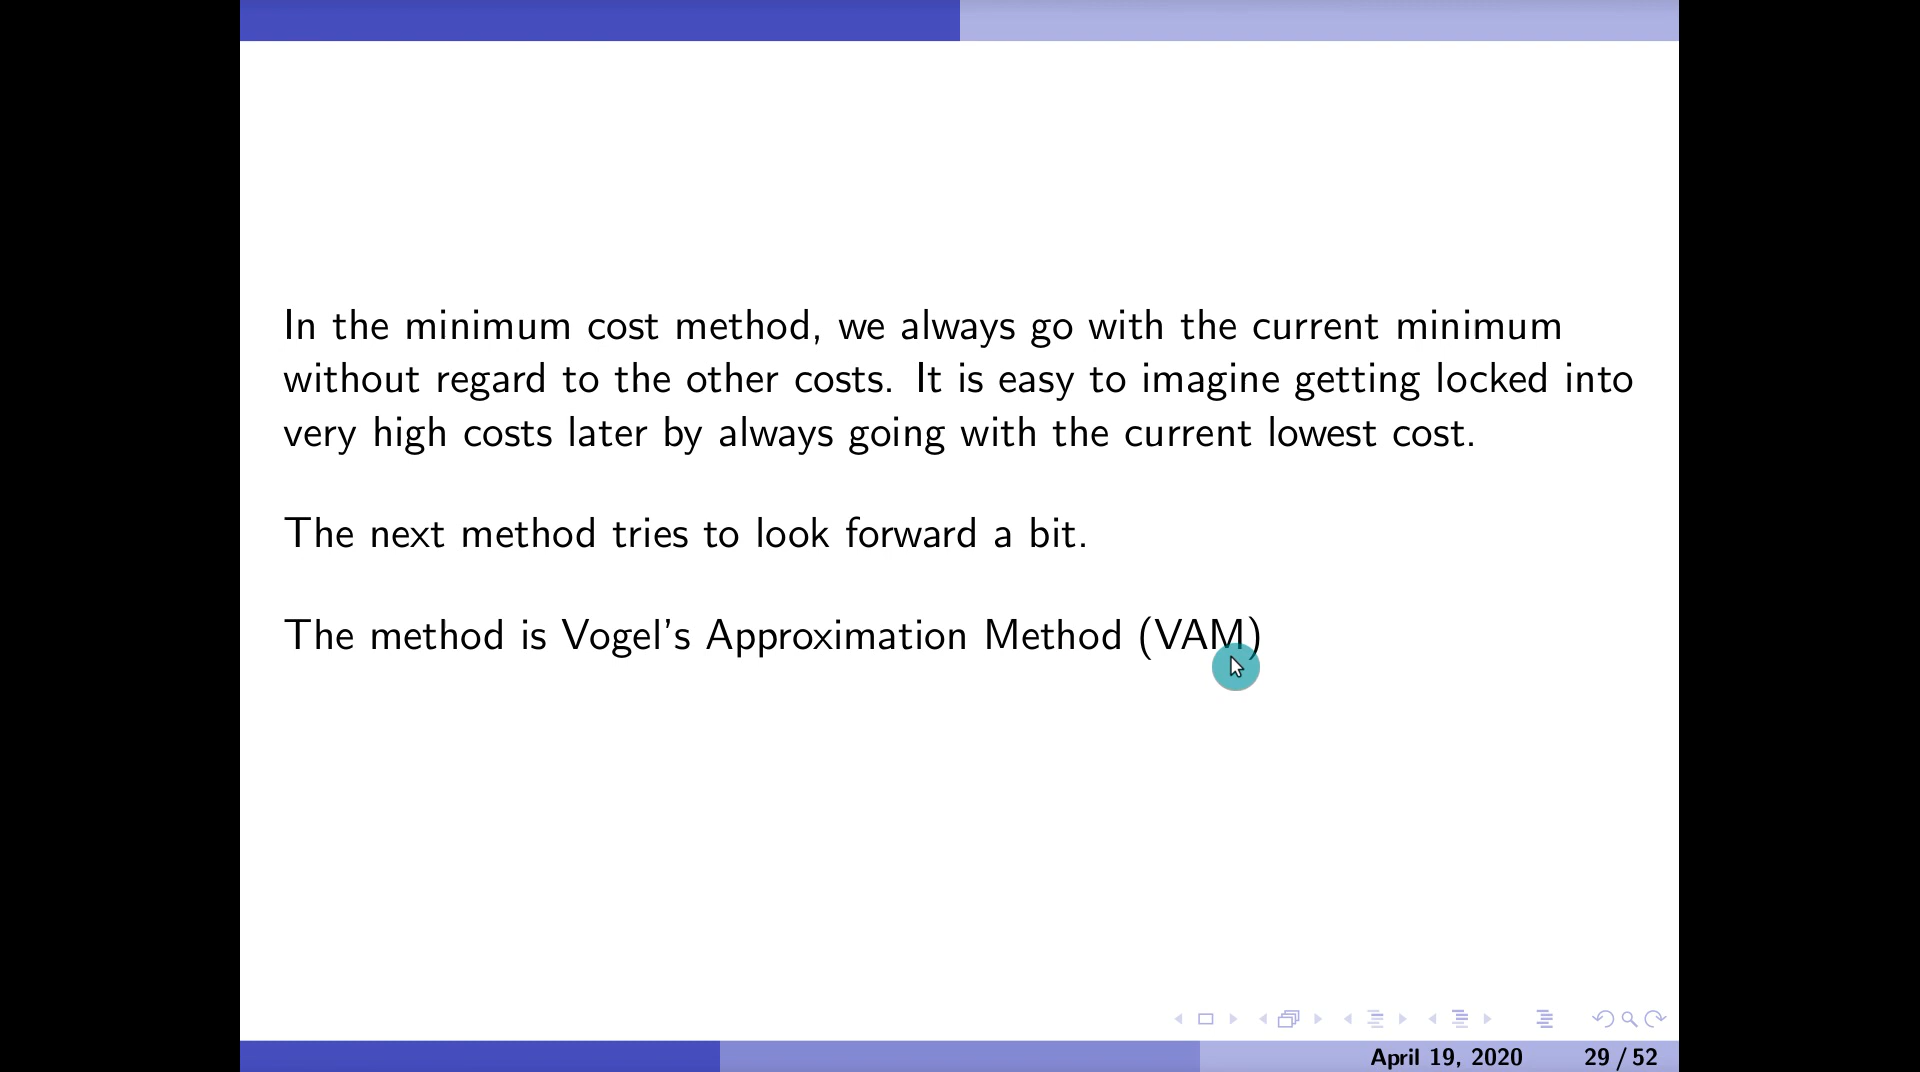 In the minimum cost method, we always go with the current minimum
without regard to the other costs. It is easy to imagine getting locked into
very high costs later by always going with the current lowest cost.
The next method tries to look forward a bit.
The method is Vogel's Approximation Method (VAM)
April 19, 2020 29 / 52